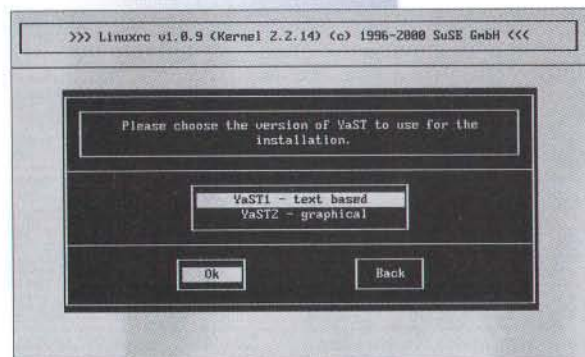 >>> Linuxrc v1.0.9 (Kernel 2.2.14) (c) 1996-2000 SuSE GmbH <<<
Please choose the version of YaST to use for the
installation.
YaST1 - text based
YaST2 - graphical
Ok
Back